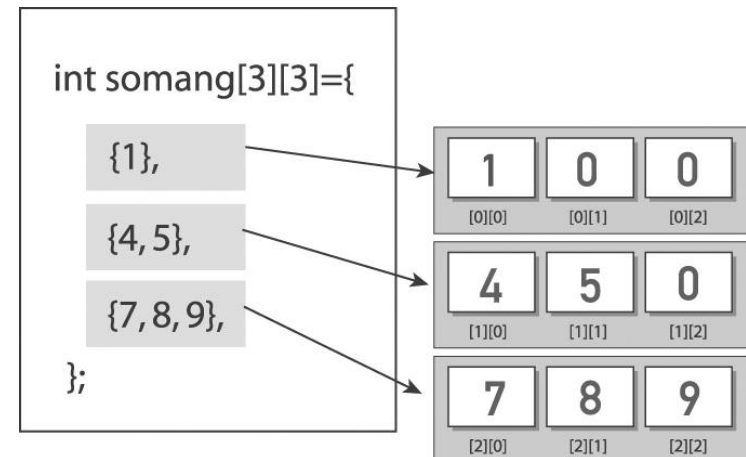 int somang[3][3]={
{1},
{4, 5},
{7, 8, 9},
};
1 0 0
[0][0] [0][1] [0][2]
4 5 0
[1][0] [1][1] [1][2]
7 8 9
[2][0] [2][1] [2][2]